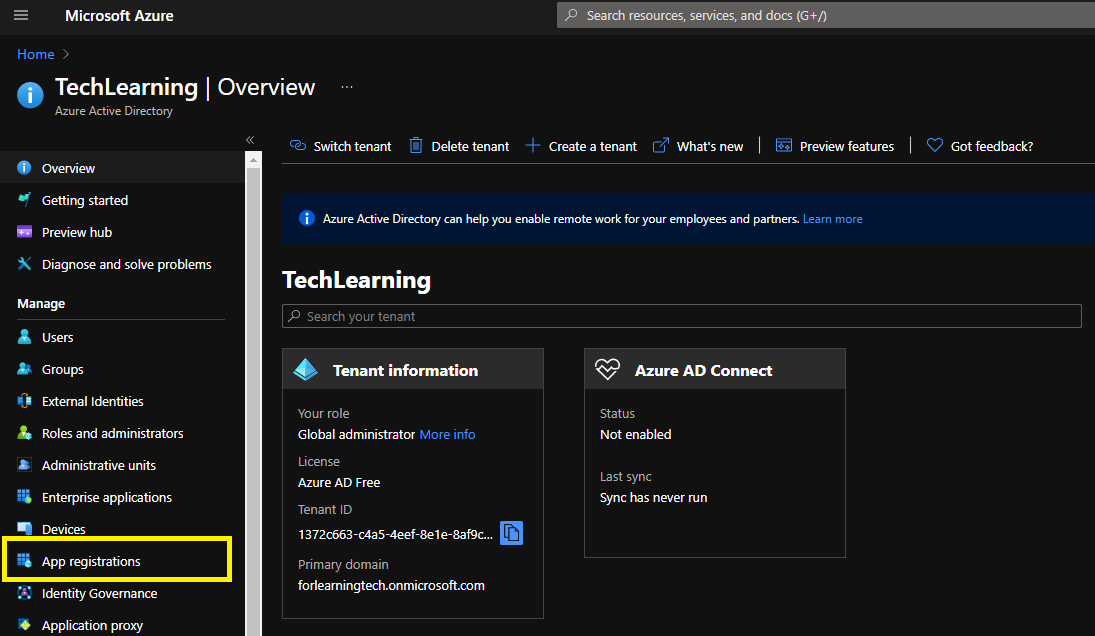 Microsoft Azure
Search resources, services, and docs (G+/)
Home >
TechLearning | Overview ...
Azure Active Directory
«
Switch tenant Delete tenant Create a tenant What's new Preview features Got feedback?
Overview
Getting started
Preview hub
Diagnose and solve problems
Manage
Users
Groups
External Identities
Roles and administrators
Administrative units
Enterprise applications
Devices
App registrations
Identity Governance
Application proxy
Azure Active Directory can help you enable remote work for your employees and partners. Learn more
TechLearning
Search your tenant
Tenant information
Your role
Global administrator More info
License
Azure AD Free
Tenant ID
1372c663-c4a5-4eef-8e1e-8af9c...
Primary domain
forlearningtech.onmicrosoft.com
Azure AD Connect
Status
Not enabled
Last sync
Sync has never run